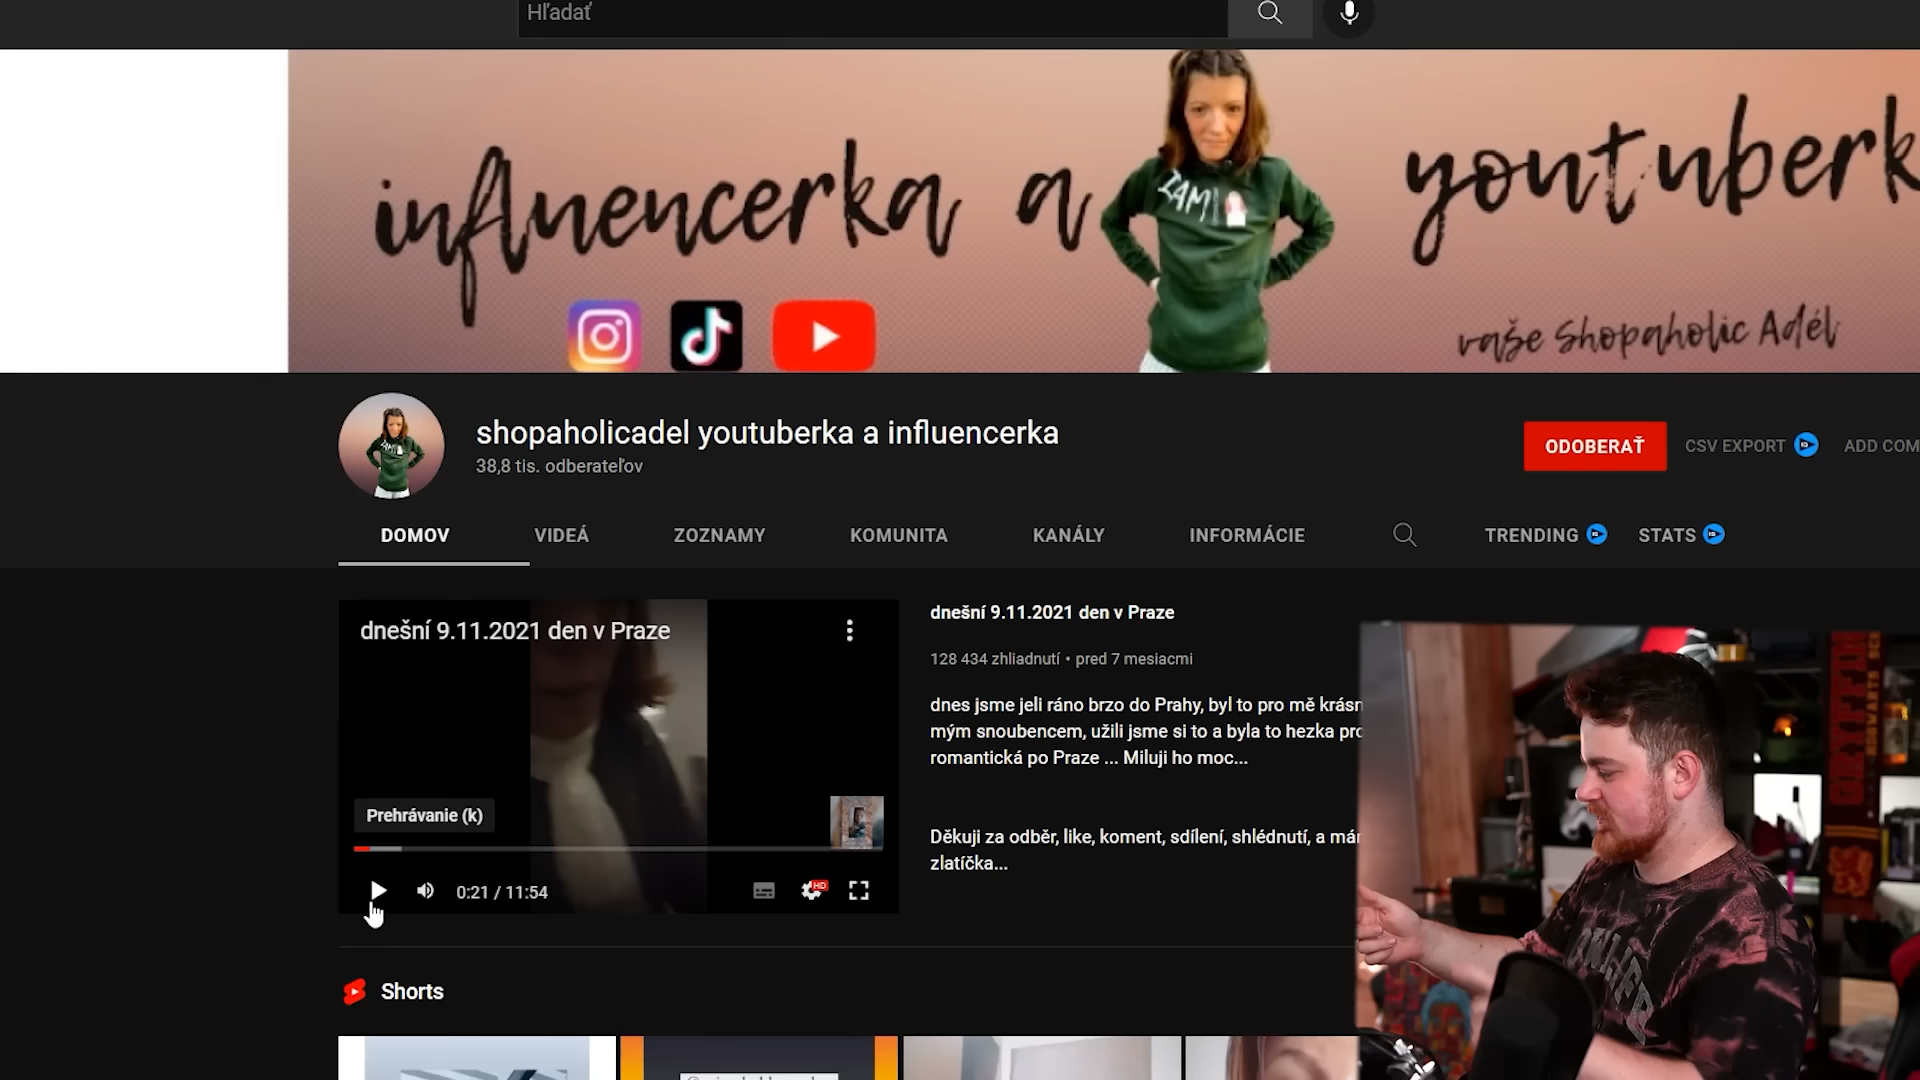 Hľadať
influencerka a youtuberk
ZAMI
vaše Shopaholic Adél
shopaholicadel youtuberka a influencerka
38,8 tis. odberateľov
ODOBERAŤ
CSV EXPORT
ADD COM
DOMOV
VIDEÁ
ZOZNAMY
KOMUNITA
KANÁLY
INFORMÁCIE
TRENDING
STATS
dnešní 9.11.2021 den v Praze
Prehrávanie (k)
0:21 / 11:54
HD
dnešní 9.11.2021 den v Praze
128 434 zhliadnutí • pred 7 mesiacmi
dnes jsme jeli ráno brzo do Prahy, byl to pro mě krásn
mým snoubencem, užili jsme si to a byla to hezka pro
romantická po Praze ... Miluji ho moc...
Děkuji za odběr, like, koment, sdílení, shlédnutí, a már
zlatíčka...
Shorts